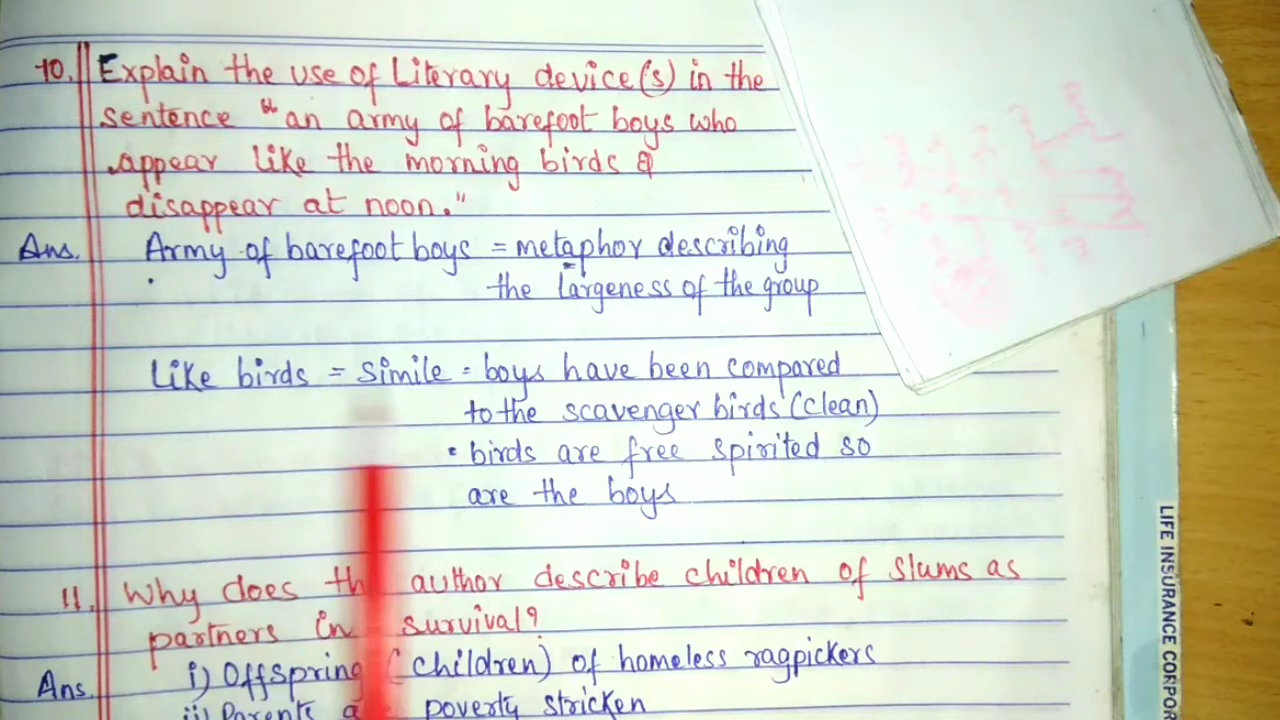 10. Explain the use of Literary device(s) in the
sentence "an army of barefoot boys who
appear like the morning birds &
disappear at noon."
Ans. Army of barefoot boys = metaphor describing
the largeness of the group
Like birds = simile = boys have been compared
to the scavenger birds (clean)
• birds are free spirited so
are the boys
11. Why does th author describe children of slums as
partners in survival?
Ans. i) Offspring (children) of homeless ragpickers
ii) Parents a poverty stricken
LIFE INSURANCE CORPOR